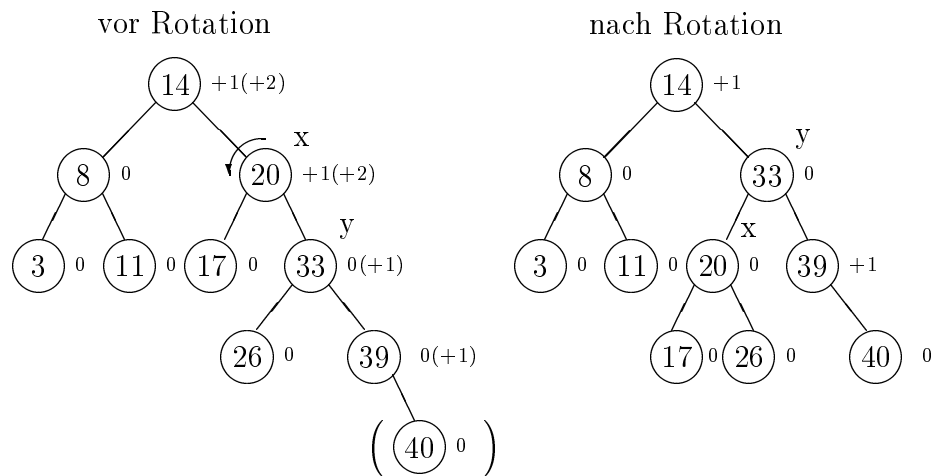 vor Rotation nach Rotation
14 +1(+2) 14 +1
x y
8 0 20 +1(+2) 8 0 33 0
y x
3 0 11 0 17 0 33 0(+1) 3 0 11 0 20 0 39 +1
26 0 39 0(+1) 17 0 26 0 40 0
( 40 0 )